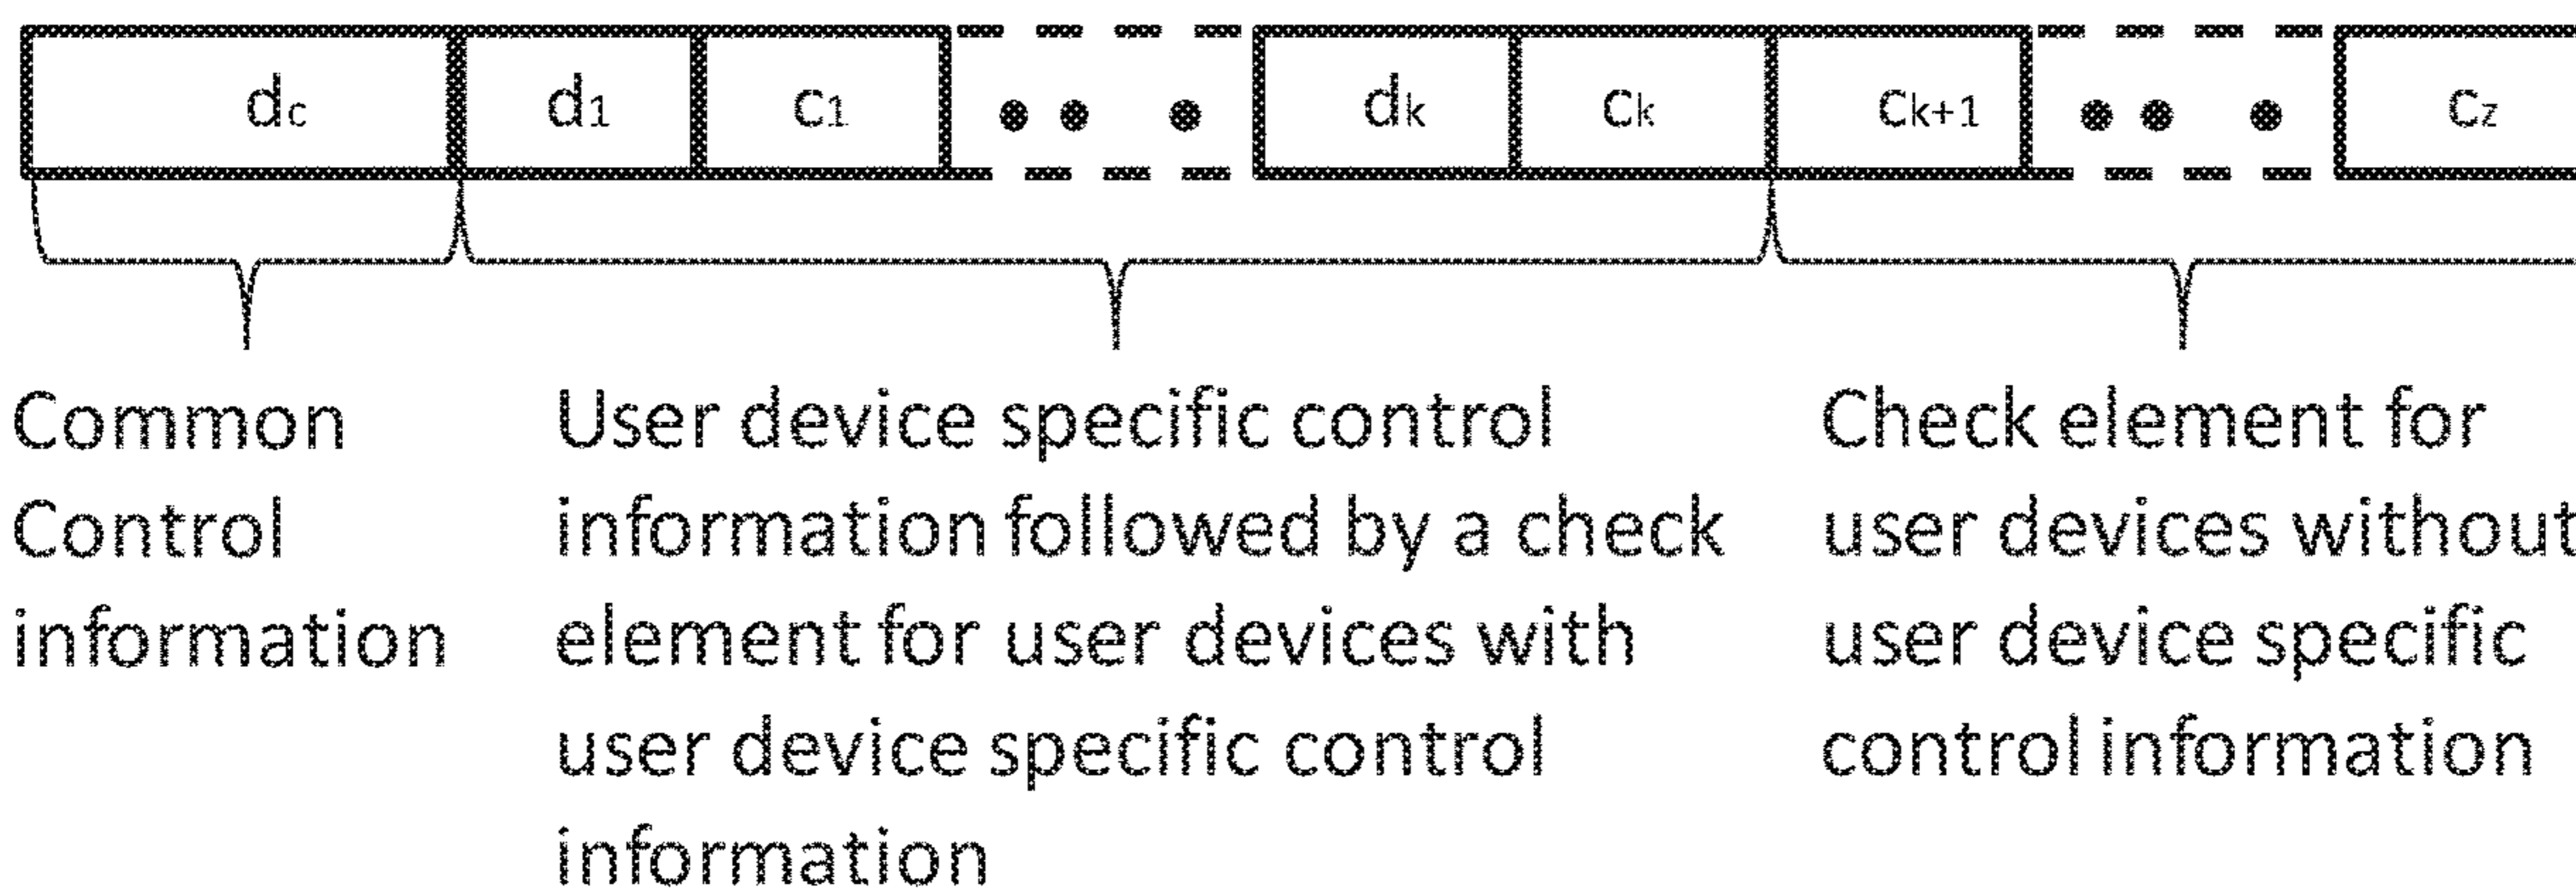 dc d1 c1 dk ck ck+1 cz
Common
Control
information
User device specific control
information followed by a check
element for user devices with
user device specific control
information
Check element for
user devices without
user device specific
control information